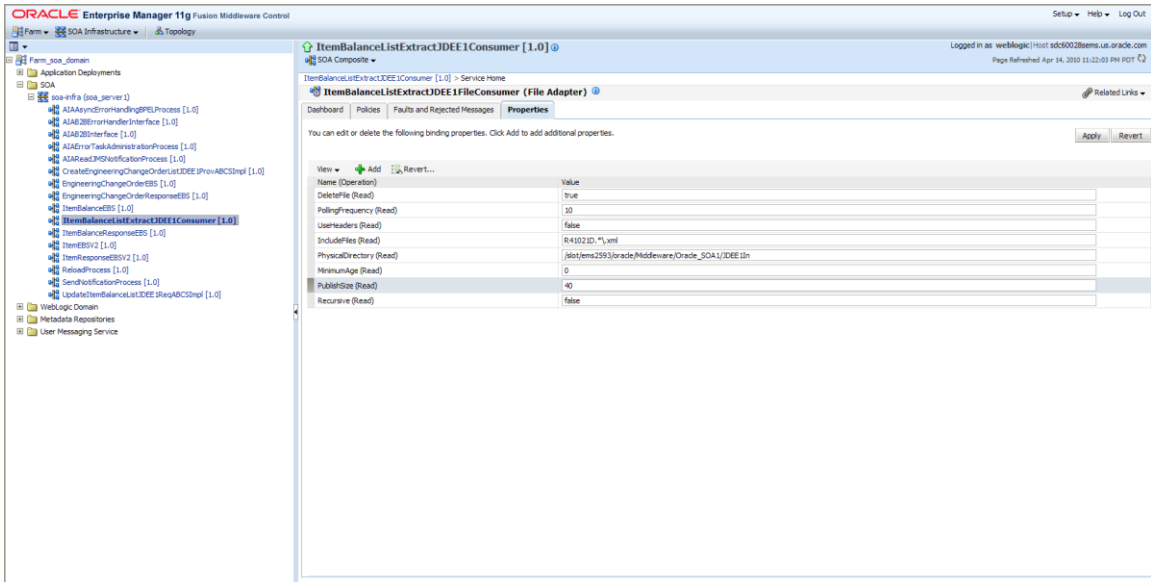 ORACLE Enterprise Manager 11g Fusion Middleware Control
Setup Help Log Out
Farm SOA Infrastructure Topology
Farm_soa_domain
Application Deployments
SOA
soa-infra (soa_server1)
AIAAsyncErrorHandlingBPELProcess [1.0]
AIAB2BErrorHandlerInterface [1.0]
AIAB2BInterface [1.0]
AIAErrorTaskAdministrationProcess [1.0]
AIAReadJMSNotificationProcess [1.0]
CreateEngineeringChangeOrderListJDEE1ProvABCSImpl [1.0]
EngineeringChangeOrderEBS [1.0]
EngineeringChangeOrderResponseEBS [1.0]
ItemBalanceEBS [1.0]
ItemBalanceListExtractJDEE1Consumer [1.0]
ItemBalanceResponseEBS [1.0]
ItemEBSV2 [1.0]
ItemResponseEBSV2 [1.0]
ReloadProcess [1.0]
SendNotificationProcess [1.0]
UpdateItemBalanceListJDEE1ReqABCSImpl [1.0]
WebLogic Domain
Metadata Repositories
User Messaging Service
ItemBalanceListExtractJDEE1Consumer [1.0]
Logged in as weblogic|Host sdc60028sems.us.oracle.com
SOA Composite
Page Refreshed Apr 14, 2010 11:22:03 PM PDT
ItemBalanceListExtractJDEE1Consumer [1.0] > Service Home
ItemBalanceListExtractJDEE1FileConsumer (File Adapter)
Related Links
Dashboard Policies Faults and Rejected Messages Properties
You can edit or delete the following binding properties. Click Add to add additional properties.
Apply Revert
View Add Revert...
Name (Operation) Value
DeleteFile (Read) true
PollingFrequency (Read) 10
UseHeaders (Read) false
IncludeFiles (Read) R41021D.*\.xml
PhysicalDirectory (Read) /slot/ems2593/oracle/Middleware/Oracle_SOA1/JDEE1In
MinimumAge (Read) 0
PublishSize (Read) 40
Recursive (Read) false